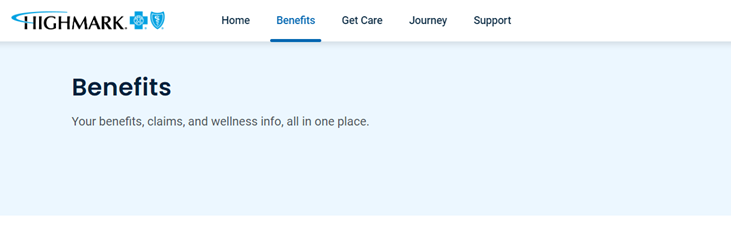 HIGHMARK.
Home Benefits Get Care Journey Support
Benefits
Your benefits, claims, and wellness info, all in one place.